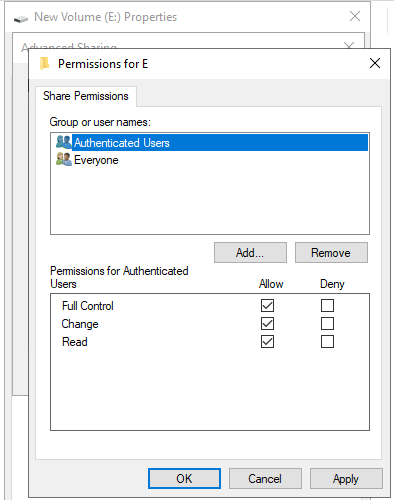 New Volume (E:) Properties
Advanced Sharing
Permissions for E
Share Permissions
Group or user names:
Authenticated Users
Everyone
Add...
Remove
Permissions for Authenticated
Users
Allow
Deny
Full Control
Change
Read
OK
Cancel
Apply